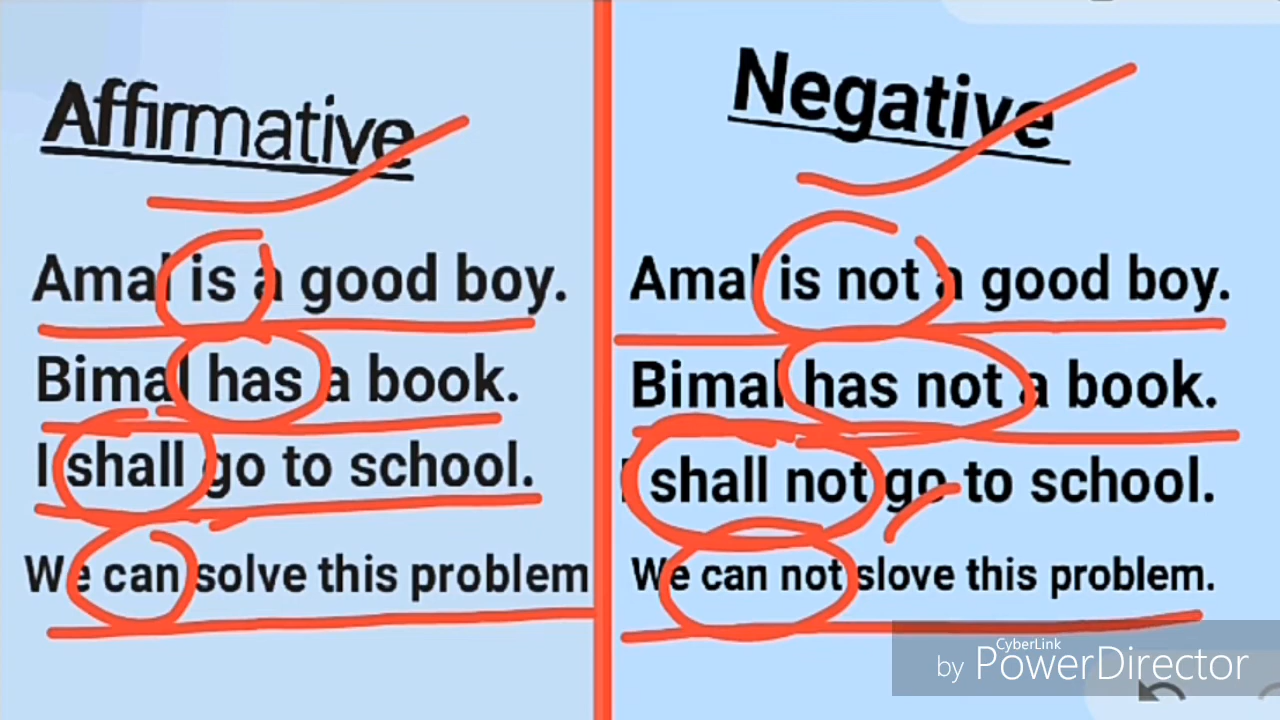 Affirmative
Amal is a good boy.
Bimal has a book.
I shall go to school.
We can solve this problem
Negative
Amal is not a good boy.
Bimal has not a book.
I shall not go to school.
We can not slove this problem.
CyberLink
by PowerDirector